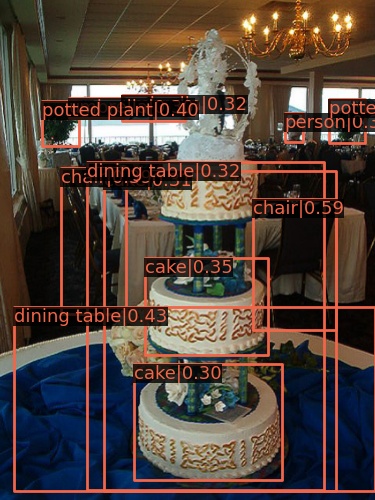 potted plant|0.40
0.32
potte
person|0.3
dining table|0.32
chair|0.59
cake|0.35
dining table|0.43
cake|0.30